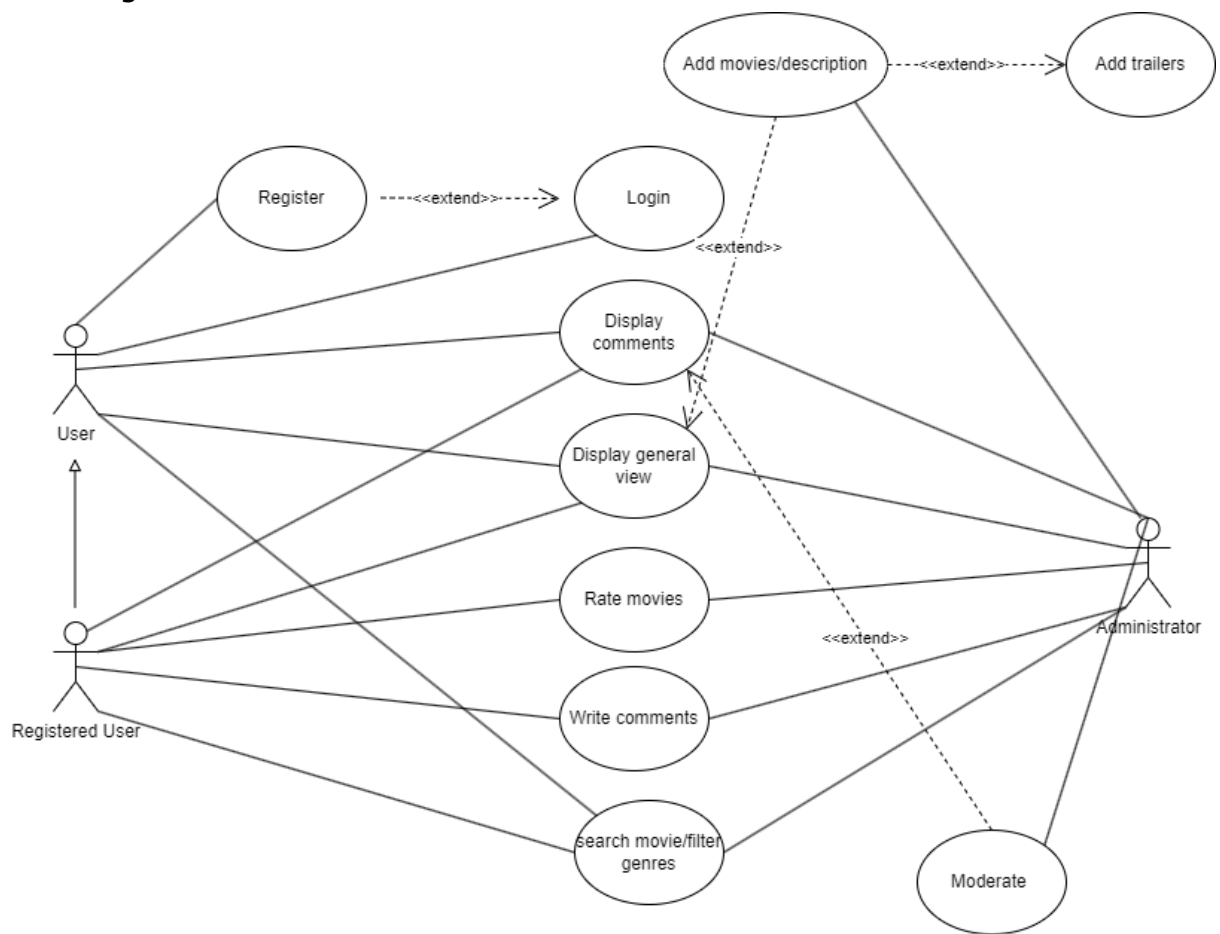 Add movies/description
<<extend>>
Add trailers
Register
<<extend>>
Login
<<extend>>
Display
comments
User
Display general
view
Rate movies
Administrator
<<extend>>
Registered User
Write comments
search movie/filter
genres
Moderate